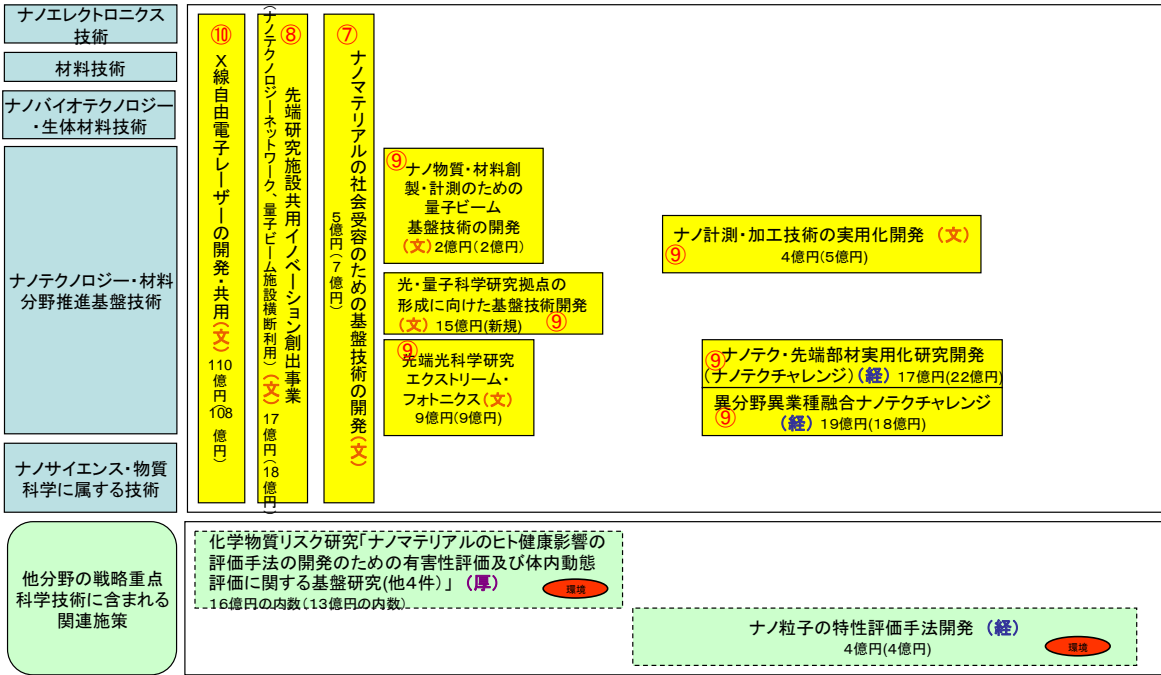 ナノエレクトロニクス
技術
材料技術
ナノバイオテクノロジー
・生体材料技術
ナノテクノロジー・材料
分野推進基盤技術
ナノサイエンス・物質
科学に属する技術
他分野の戦略重点
科学技術に含まれる
関連施策
⑩
X線自由電子レーザーの開発・共用(文)
110億円(108億円)
⑧
先端研究施設共用イノベーション創出事業
(ナノテクノロジーネットワーク、量子ビーム施設横断利用)(文)17億円(18億円)
⑦
ナノマテリアルの社会受容のための基盤技術の開発(文)
5億円(7億円)
⑨
ナノ物質・材料創
製・計測のための
量子ビーム
基盤技術の開発
(文)2億円(2億円)
光・量子科学研究拠点の
形成に向けた基盤技術開発
(文) 15億円(新規) ⑨
⑨
先端光科学研究
エクストリーム・
フォトニクス(文)
9億円(9億円)
ナノ計測・加工技術の実用化開発 (文)
⑨ 4億円(5億円)
⑨ナノテク・先端部材実用化研究開発
(ナノテクチャレンジ)(経) 17億円(22億円)
異分野異業種融合ナノテクチャレンジ
⑨ (経) 19億円(18億円)
化学物質リスク研究「ナノマテリアルのヒト健康影響の
評価手法の開発のための有害性評価及び体内動態
評価に関する基盤研究(他4件)」 (厚) 環境
16億円の内数(13億円の内数)
ナノ粒子の特性評価手法開発 (経)
4億円(4億円) 環境